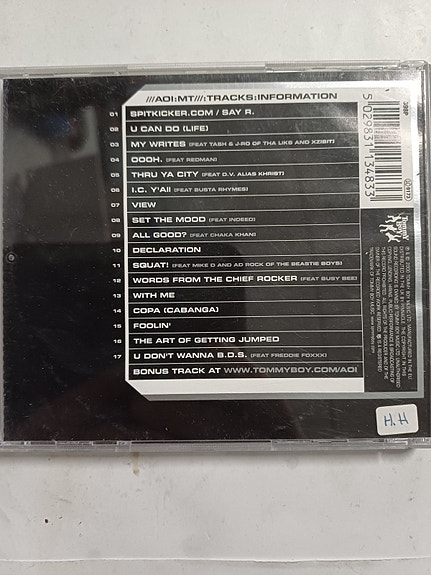 ///AOI:MT///:TRACKS:INFORMATION
01 SPITKICKER.COM / SAY R.
02 U CAN DO (LIFE)
03 MY WRITES (FEAT TASH & J-RO OF THA LIKS AND XZIBIT)
04 OOOH. (FEAT REDMAN)
05 THRU YA CITY (FEAT D.V. ALIAS KHRIST)
06 I.C. Y'All (FEAT BUSTA RHYMES)
07 VIEW
08 SET THE MOOD (FEAT INDEED)
09 ALL GOOD? (FEAT CHAKA KHAN)
10 DECLARATION
11 SQUAT! (FEAT MIKE D AND AD ROCK OF THE BEASTIE BOYS)
12 WORDS FROM THE CHIEF ROCKER (FEAT BUSY BEE)
13 WITH ME
14 COPA (CABANGA)
15 FOOLIN'
16 THE ART OF GETTING JUMPED
17 U DON'T WANNA B.D.S. (FEAT FREDDIE FOXXX)
BONUS TRACK AT WWW.TOMMYBOY.COM/AOI
5 029831 134833
Tommy Boy
H.H